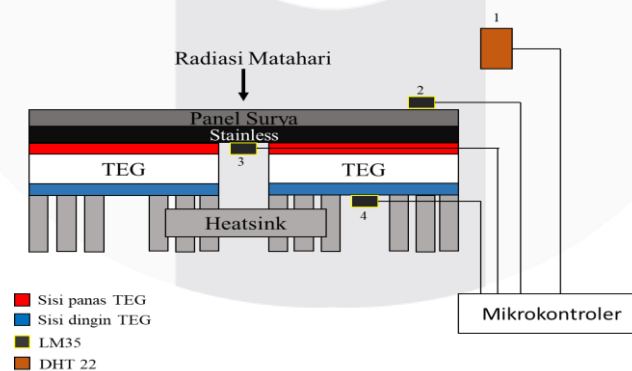 1
Radiasi Matahari
2
Panel Surya
Stainless
3
TEG
TEG
4
Heatsink
Sisi panas TEG
Sisi dingin TEG
LM35
DHT 22
Mikrokontroler